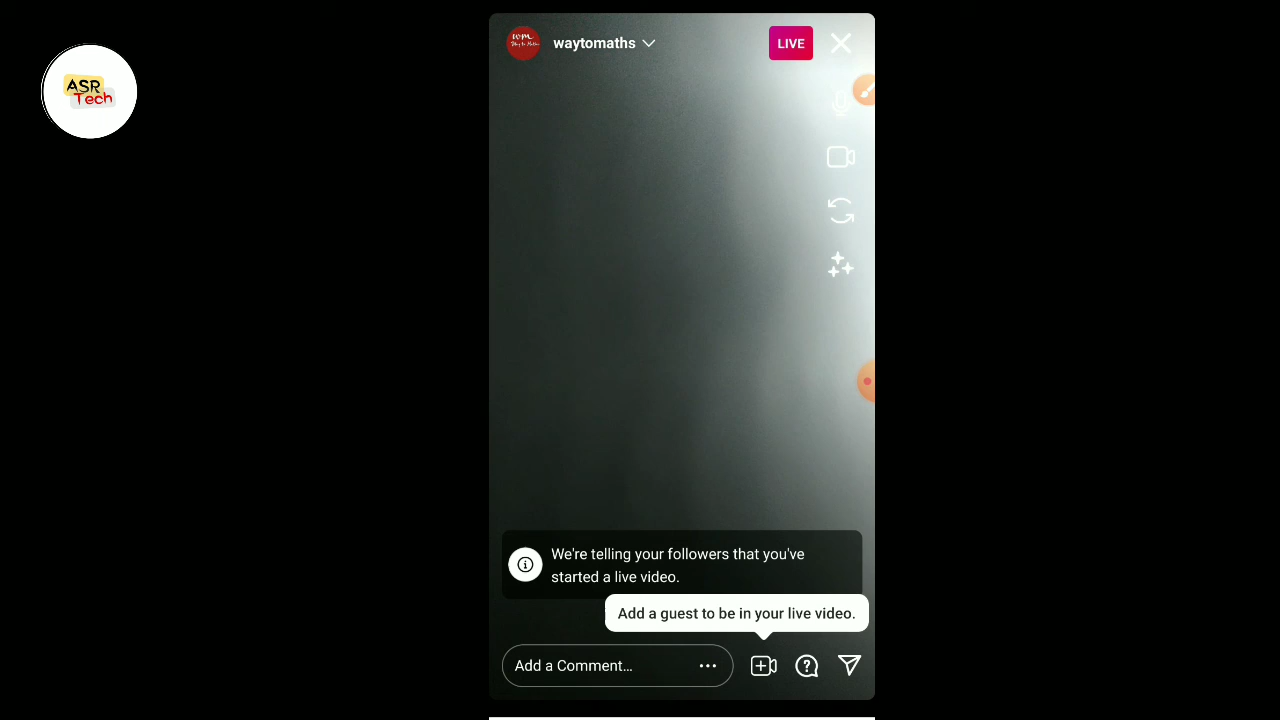 ASR
Tech
wm
waytomaths
LIVE
We're telling your followers that you've
started a live video.
Add a guest to be in your live video.
Add a Comment...